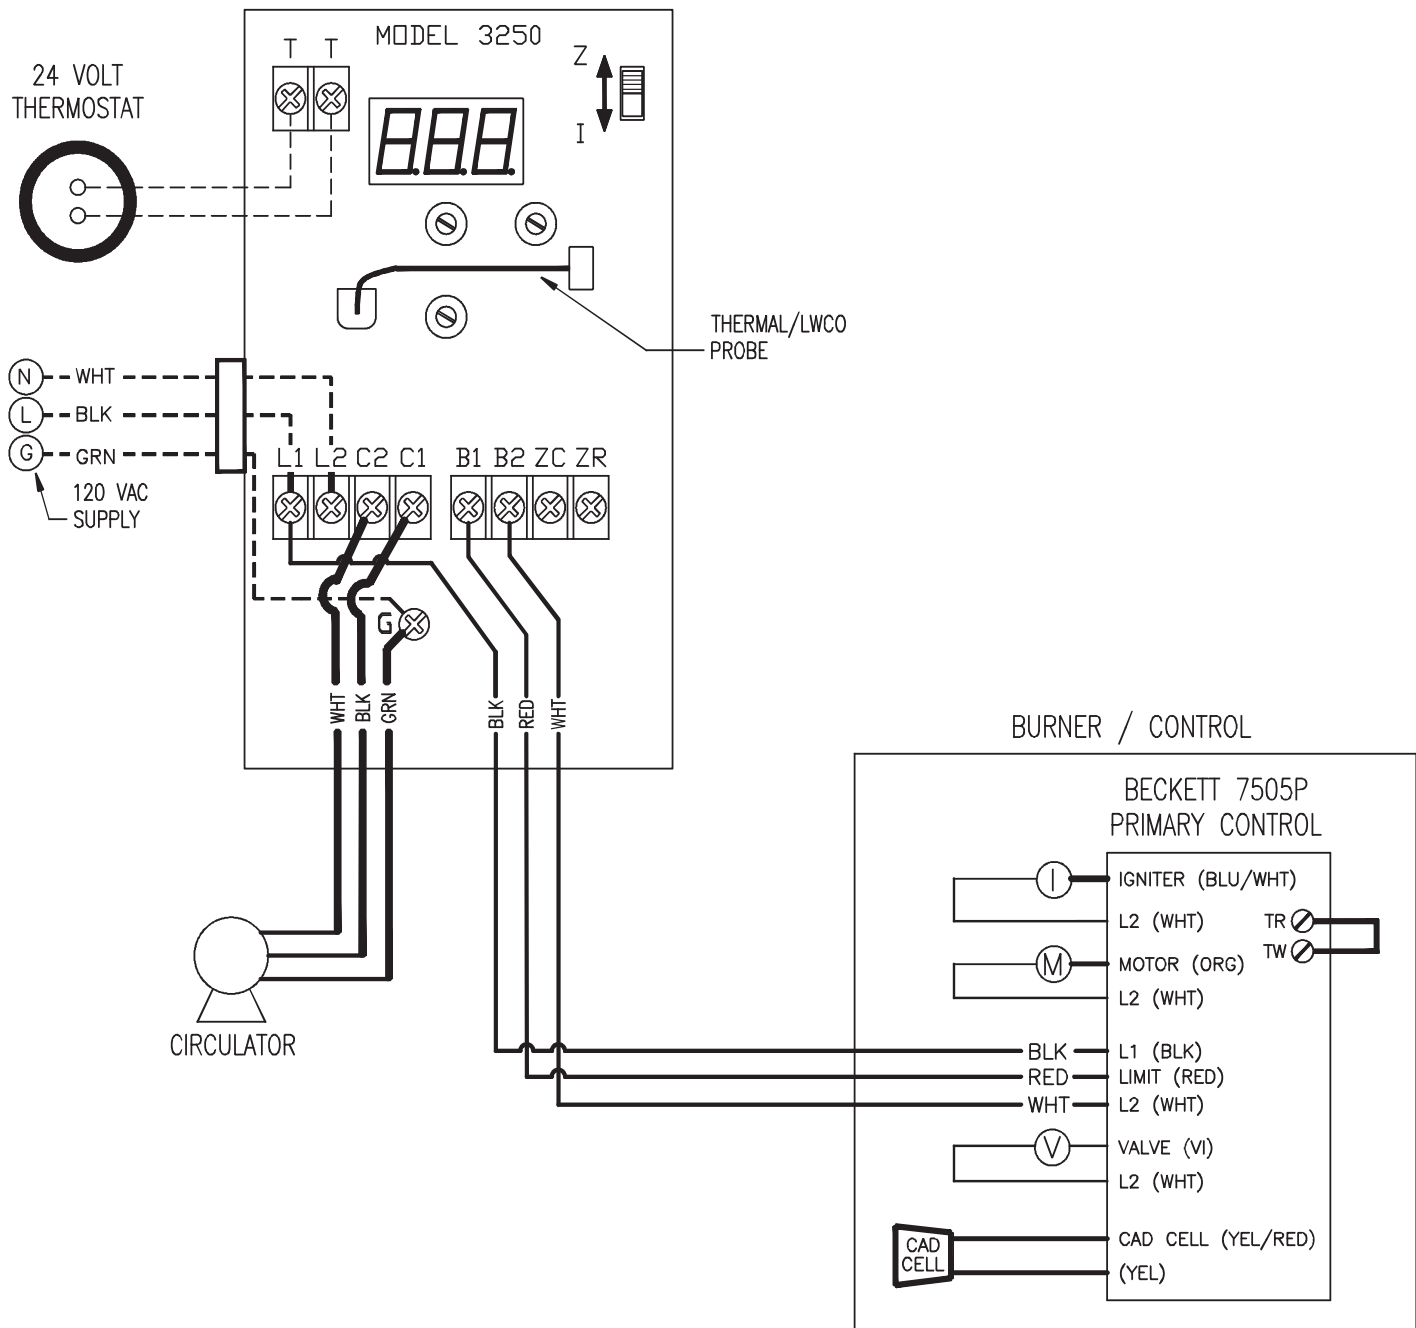 MODEL 3250
T T
Z
I
24 VOLT
THERMOSTAT
888
THERMAL/LWCO
PROBE
N WHT
L BLK
G GRN
120 VAC
SUPPLY
L1 L2 C2 C1 B1 B2 ZC ZR
G
WHT BLK GRN BLK RED WHT
CIRCULATOR
BURNER / CONTROL
BECKETT 7505P
PRIMARY CONTROL
I IGNITER (BLU/WHT)
L2 (WHT) TR
TW
M MOTOR (ORG)
L2 (WHT)
BLK L1 (BLK)
RED LIMIT (RED)
WHT L2 (WHT)
V VALVE (VI)
L2 (WHT)
CAD
CELL
CAD CELL (YEL/RED)
(YEL)